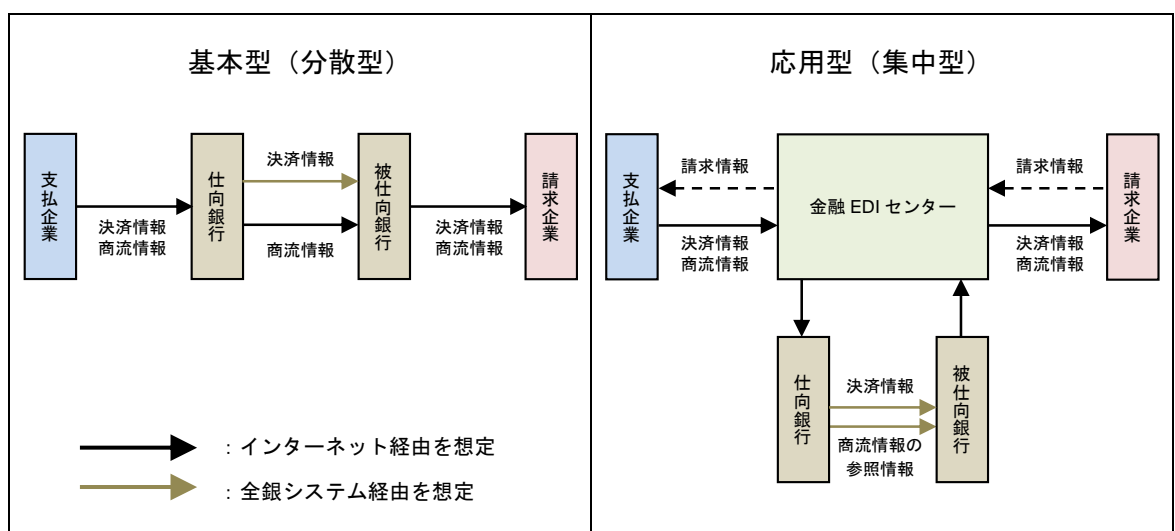 基本型（分散型）
支払企業
決済情報
商流情報
仕向銀行
決済情報
商流情報
被仕向銀行
決済情報
商流情報
請求企業
：インターネット経由を想定
：全銀システム経由を想定
応用型（集中型）
支払企業
請求情報
決済情報
商流情報
金融 EDI センター
請求情報
決済情報
商流情報
請求企業
仕向銀行
決済情報
商流情報の
参照情報
被仕向銀行